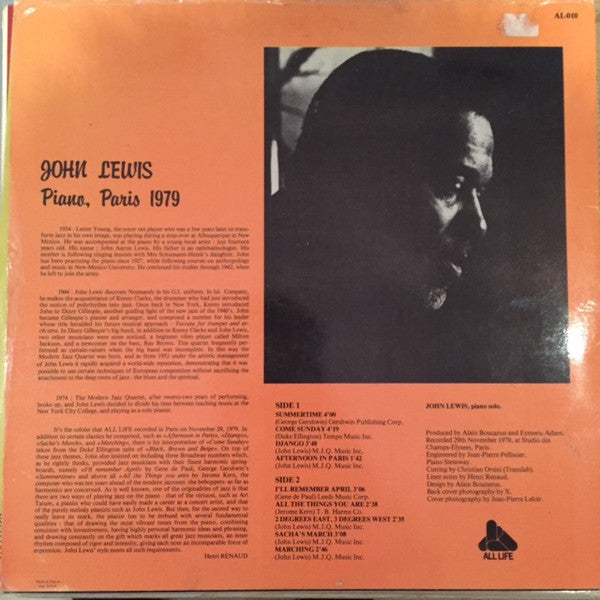 AL-010
JOHN LEWIS
Piano, Paris 1979
1934 : Lester Young, the tenor sax player who was a few years later to trans-
form jazz in his own image, was playing during a stop-over at Albuquerque in New
Mexico. He was accompanied at the piano by a young local artist : just fourteen
years old. His name : John Aaron Lewis. His father is an ophthalmologist. His
mother is following singing lessons with Mrs Schumann-Heink's daughter. John
has been practising the piano since 1927, while following courses on anthropology
and music at New-Mexico University. He continued his studies through 1942, when
he left to join the army.
1944 : John Lewis discovers Normandy in his G.I. uniform. In his Company,
he makes the acquaintance of Kenny Clarke, the drummer who had just introduced
the notion of polyrhythm into jazz. Once back in New York, Kenny introduced
John to Dizzy Gillespie, another guiding light of the new jazz of the 1940's. John
became Gillespie's pianist and arranger, and composed a number for his leader
whose title heralded his future musical approach : Toccata for trumpet and or-
chestra. In Dizzy Gillespie's big band, in addition to Kenny Clarke and John Lewis,
two other musicians were soon noticed, a beginner vibes player called Milton
Jackson, and a newcomer on the bass, Ray Brown. This quartet frequently per-
formed as curtain-raisers when the big band was incomplete. In this way the
Modern Jazz Quartet was born, and as from 1952 under the artistic management
of John Lewis it rapidly acquired a world-wide reputation, demonstrating that it was
possible to use certain techniques of European composition without sacrificing the
attachment to the deep roots of jazz - the blues and the spiritual.
1974 : The Modern Jazz Quartet, after twenty-two years of performing,
broke up, and John Lewis decided to divide his time between teaching music at the
New York City College, and playing as a solo pianist.
It's the soloist that ALL LIFE recorded in Paris on November 29, 1979. In
addition to certain classics he composed, such as «Afternoon in Paris», «Django»,
«Sacha's March», and «Marching», there is his interpretation of «Come Sunday»
taken from the Duke Ellington suite of «Black, Brown and Beige». On top of
those jazz themes, John also insisted on including three Broadway numbers which,
as he rightly thinks, provided jazz musicians with their finest harmonic spring-
boards, namely «I'll remember April» by Gene de Paul, George Gershwin's
«Summertime» and above all «All the Things you are» by Jerome Kern, the
composer who was ten years ahead of the modern jazzmen -the beboppers- as far as
harmonies are concerned. As is well known, one of the originalities of jazz is that
there are two ways of playing jazz on the piano - that of the virtuoso, such as Art
Tatum, a pianist who could have easily made a career as a concert artist, and that
of the purely melody pianists such as John Lewis. But then, for the second way to
really leave its mark, the pianist has to be imbued with several fundamental
qualities : that of drawing the most vibrant tones from the piano, combining
concision with inventiveness, having highly personal harmonic ideas and phrasing,
and drawing constantly on the gift which marks all great jazz musicians, an inner
rhythm composed of rigor and intensity, giving each note an incomparable force of
expression. John Lewis' style meets all such requirements.
Henri RENAUD
SIDE 1
SUMMERTIME 4'00
(George Gershwin) Gershwin Publishing Corp.
COME SUNDAY 4'19
(Duke Ellington) Tempo Music Inc.
DJANGO 3'48
(John Lewis) M.J.Q. Music Inc.
AFTERNOON IN PARIS 1'42
(John Lewis) M.J.Q. Music Inc.
SIDE 2
I'LL REMEMBER APRIL 3'06
(Gene de Paul) Leeds Music Corp.
ALL THE THINGS YOU ARE 2'38
(Jerome Kern) T. B. Harms Co.
2 DEGREES EAST, 3 DEGREES WEST 2'35
(John Lewis) M.J.Q. Music Inc.
SACHA'S MARCH 3'08
(John Lewis) M.J.Q. Music Inc.
MARCHING 2'46
(John Lewis) M.J.Q. Music Inc.
JOHN LEWIS, piano solo.
Produced by Alain Boucanus and Eymeric Adam.
Recorded 29th November 1979, at Studio des
Champs-Elysees, Paris.
Engineered by Jean-Pierre Pellissier.
Piano Steinway.
Cutting by Christian Orsini (Translab).
Liner notes by Henri Renaud.
Design by Alain Boucanus.
Back cover photography by X.
Cover photography by Jean-Pierre Leloir.
ALL LIFE